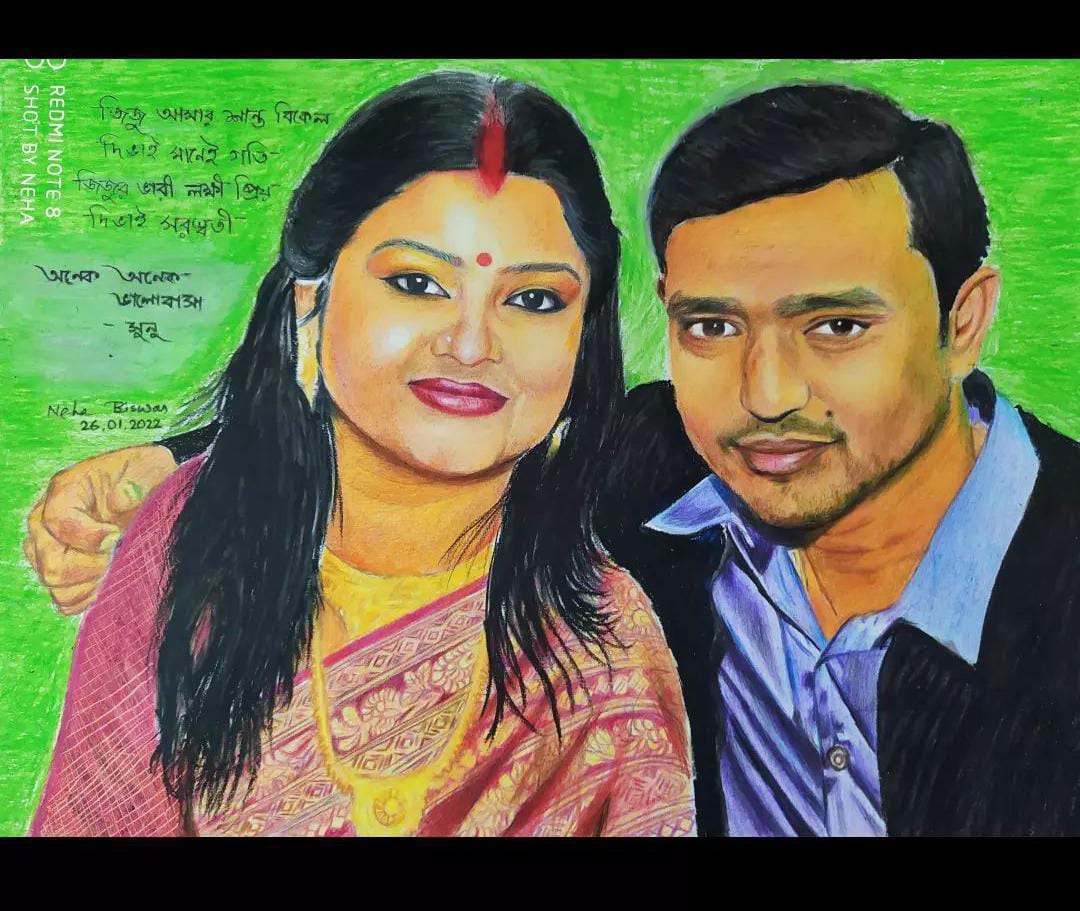 জিজু আমার শান্ত বিকেল
দিভাই মানেই গতি
জিজুর ভারী লক্ষী প্রিয়
দিভাই সরস্বতী
অনেক অনেক
ভালোবাসা
- সুনু
Neha Biswas
26.01.2022
REDMI NOTE 8
SHOT BY NEHA